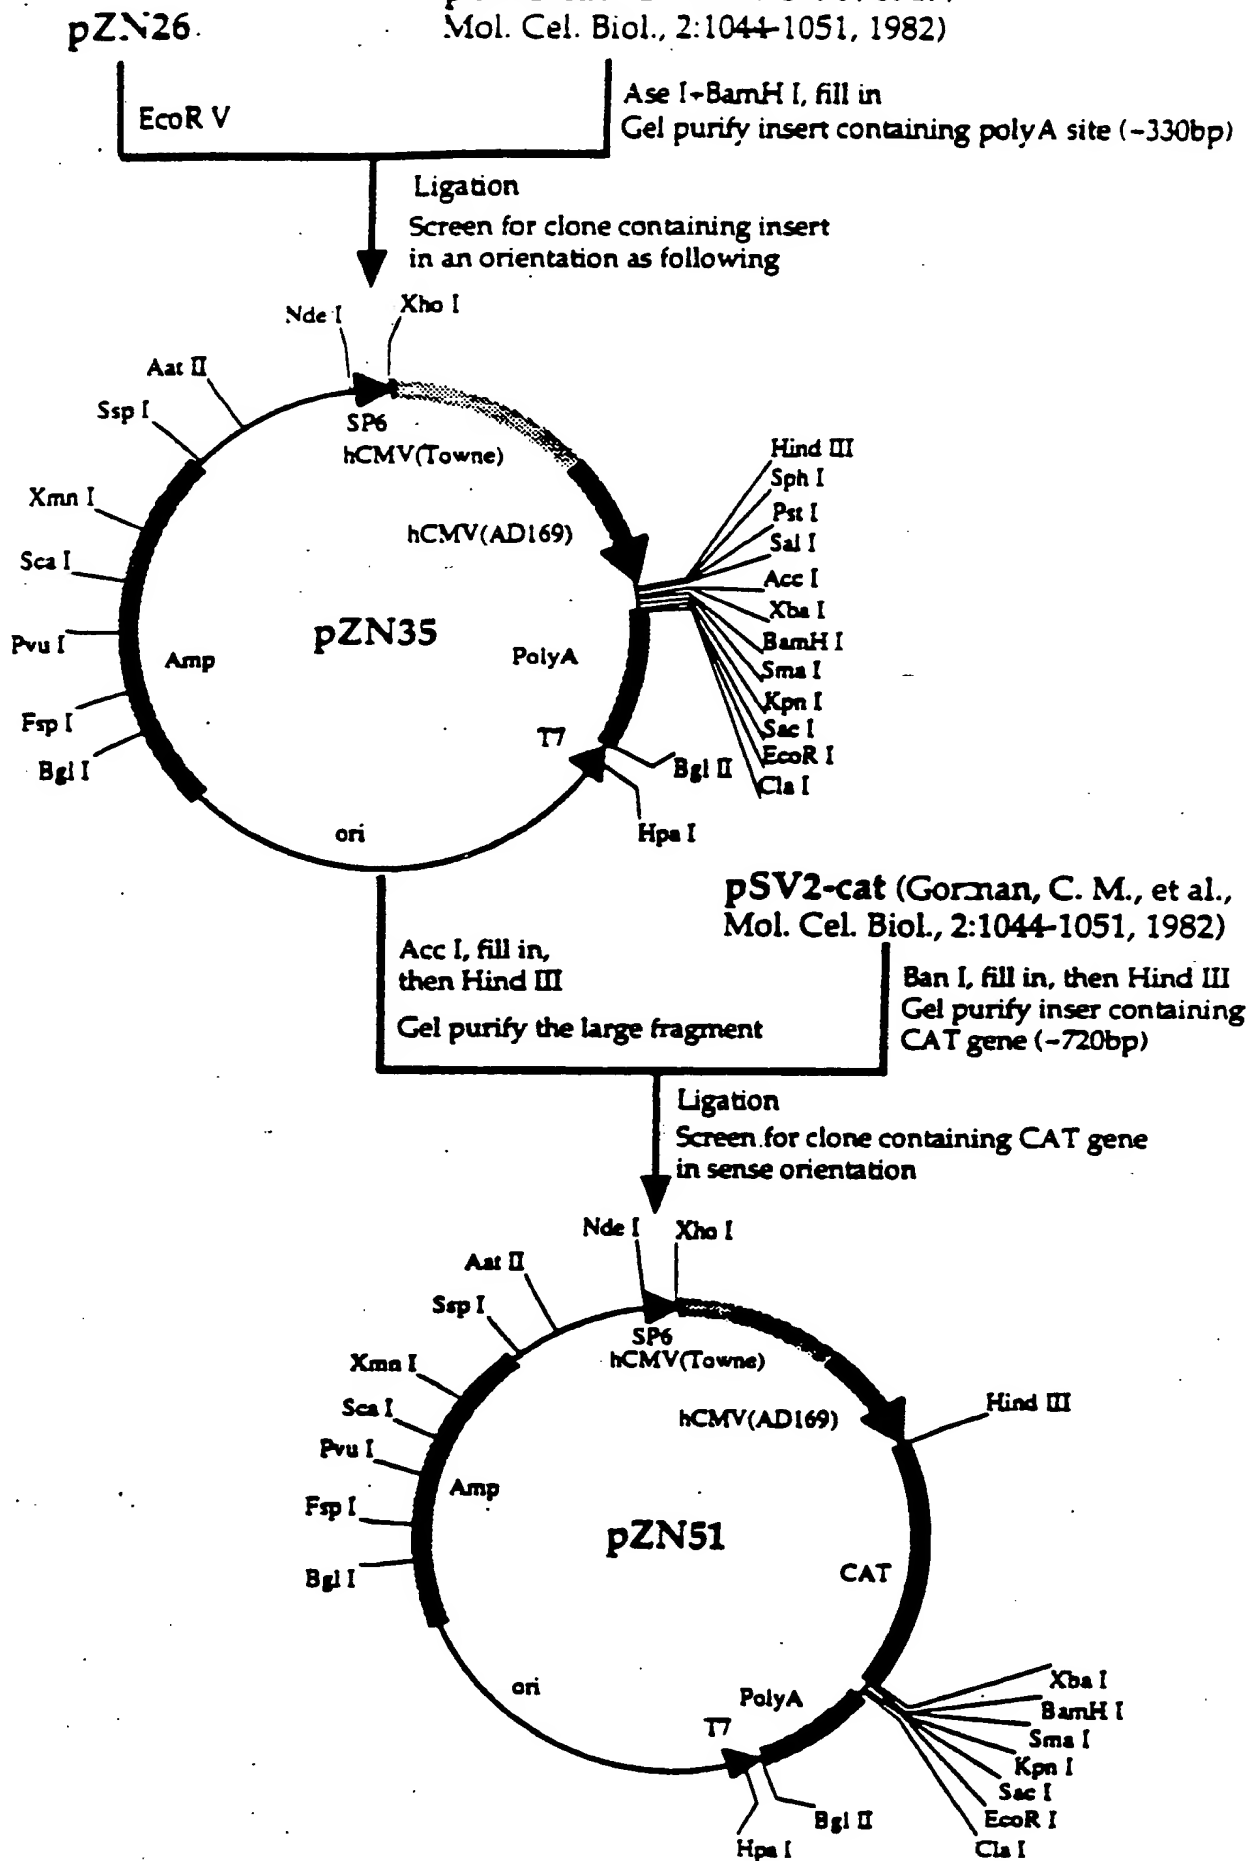 pZN26
Mol. Cel. Biol., 2:1044-1051, 1982)
EcoR V
Ase I+BamH I, fill in
Gel purify insert containing polyA site (~330bp)
Ligation
Screen for clone containing insert
in an orientation as following
Nde I
Xho I
Aat II
Ssp I
Xmn I
Sca I
Pvu I
Fsp I
Bgl I
SP6
hCMV(Towne)
hCMV(AD169)
pZN35
Amp
PolyA
T7
ori
Hind III
Sph I
Pst I
Sal I
Acc I
Xba I
BamH I
Sma I
Kpn I
Sac I
EcoR I
Cla I
Bgl II
Hpa I
pSV2-cat (Gorman, C. M., et al.,
Mol. Cel. Biol., 2:1044-1051, 1982)
Acc I, fill in,
then Hind III
Gel purify the large fragment
Ban I, fill in, then Hind III
Gel purify inser containing
CAT gene (~720bp)
Ligation
Screen for clone containing CAT gene
in sense orientation
Nde I
Xho I
Aat II
Ssp I
Xmn I
Sca I
Pvu I
Fsp I
Bgl I
SP6
hCMV(Towne)
hCMV(AD169)
Hind III
Amp
pZN51
CAT
ori
PolyA
T7
Xba I
BamH I
Sma I
Kpn I
Sac I
EcoR I
Cla I
Bgl II
Hpa I